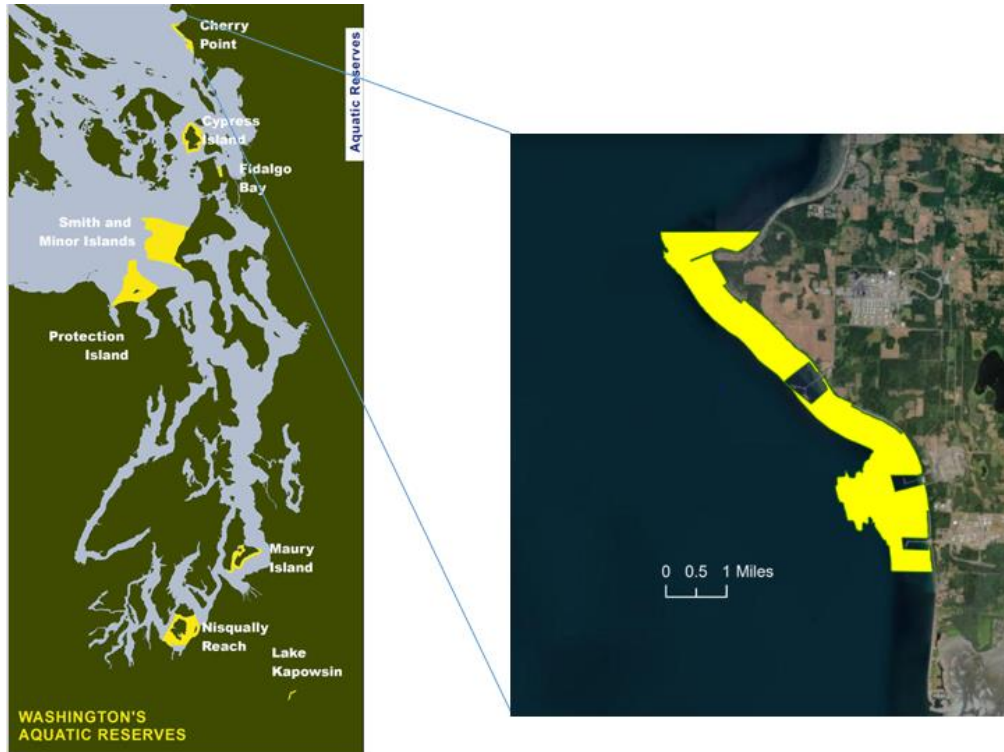 Cherry
Point
Aquatic Reserves
Cypress
Island
Fidalgo
Bay
Smith and
Minor Islands
Protection
Island
Maury
Island
Nisqually
Reach
Lake
Kapowsin
WASHINGTON'S
AQUATIC RESERVES
0 0.5 1 Miles